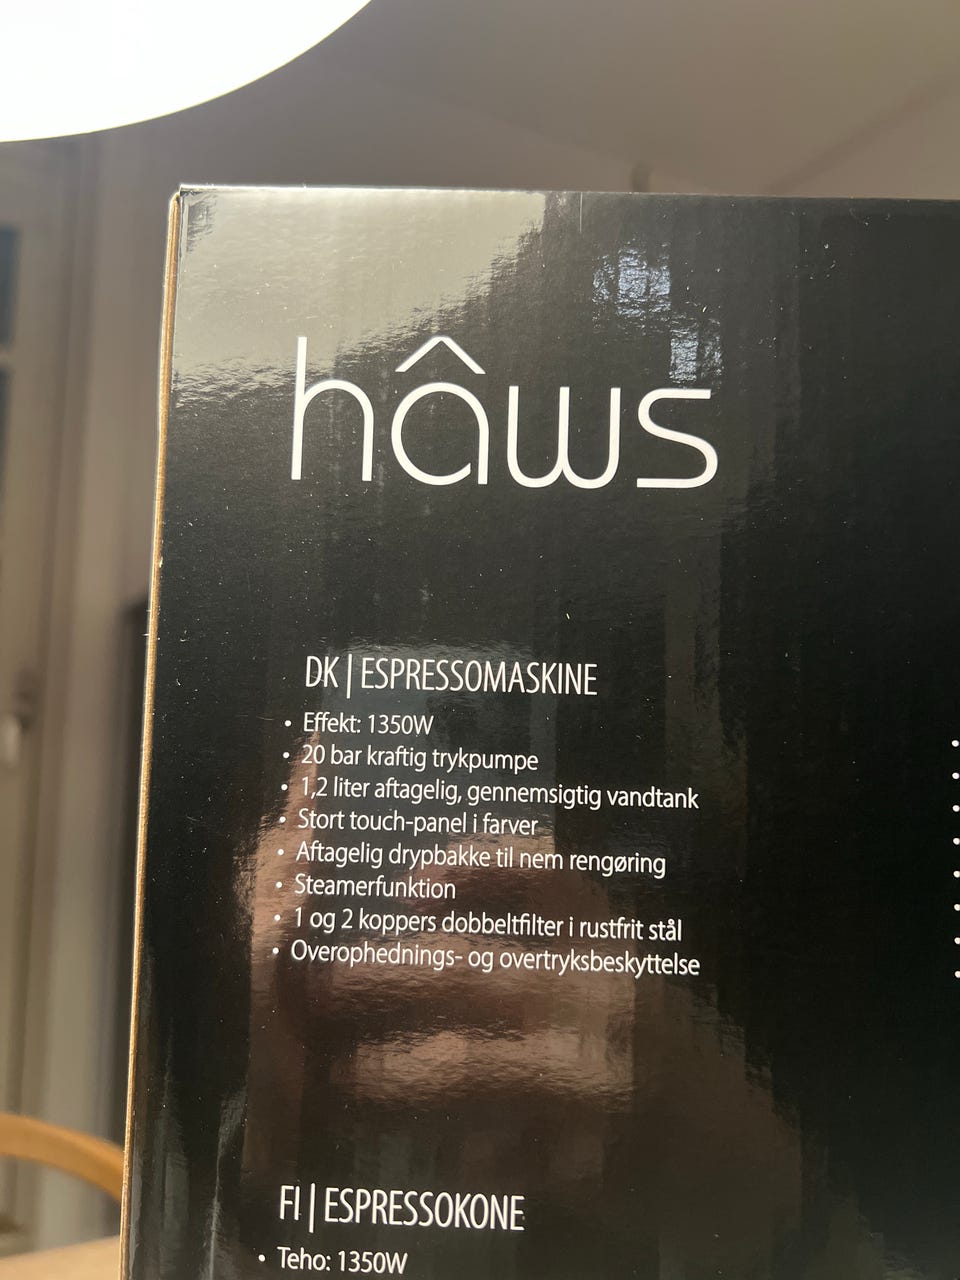 hâws
DK | ESPRESSOMASKINE
• Effekt: 1350W
• 20 bar kraftig trykpumpe
• 1,2 liter aftagelig, gennemsigtig vandtank
• Stort touch-panel i farver
• Aftagelig drypbakke til nem rengøring
• Steamerfunktion
• 1 og 2 koppers dobbeltfilter i rustfrit stål
• Overophednings- og overtryksbeskyttelse
FI | ESPRESSOKONE
• Teho: 1350W